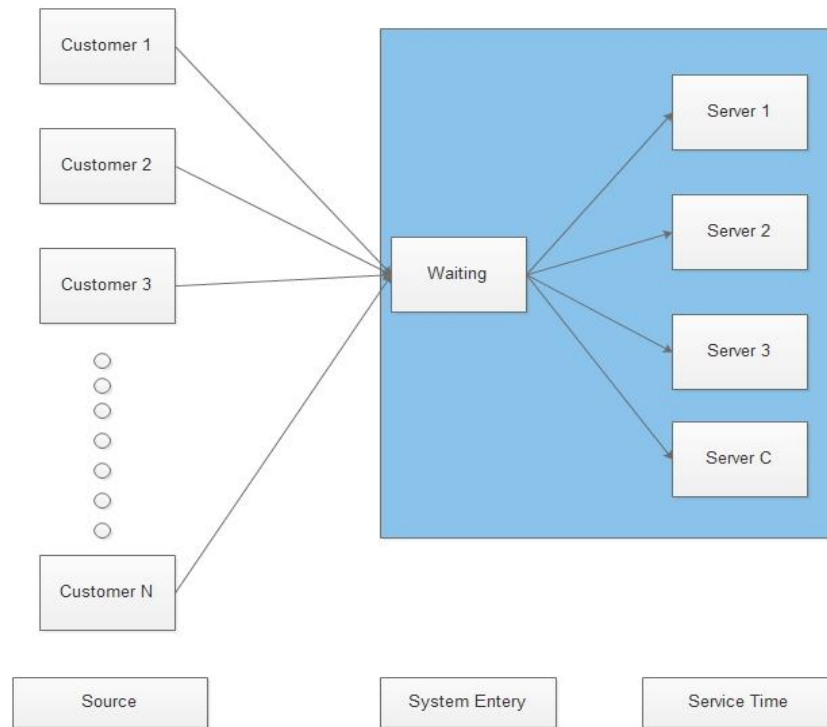 Customer 1
Customer 2
Customer 3
Customer N
Waiting
Server 1
Server 2
Server 3
Server C
Source
System Entery
Service Time